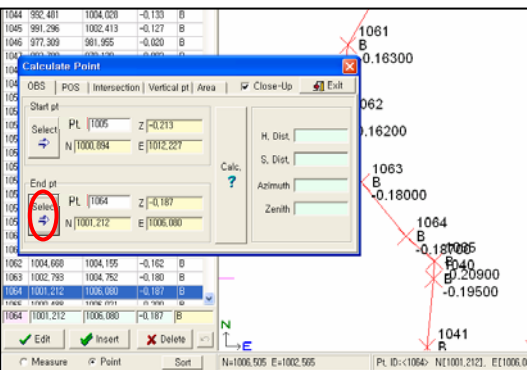 1044 992,481 1004,028 -0,133 B
1045 991,296 1002,413 -0,127 B
1046 977,309 981,955 -0,020 B
Calculate Point
OBS POS Intersection Vertical pt Area Close-Up Exit
Start pt
Select Pt, 1005 Z -0,213
N 1000,894 E 1012,227
End pt
Select Pt, 1064 Z -0,187
N 1001,212 E 1006,080
Calc,
?
H, Dist,
S, Dist,
Azimuth
Zenith
1062 1004,668 1004,155 -0,162 B
1063 1002,793 1004,752 -0,180 B
1064 1001,212 1006,080 -0,187 B
1064 1001,212 1006,080 -0,187 B
Edit Insert Delete
Measure Point Sort
1061
B
-0.16300
062
.16200
1063
B
-0.18000
1064
B
B
-0.19500
1041
B
N
E
N=1006,505 E=1002,565 Pt, ID:<1064> N[1001,212], E[1006,0